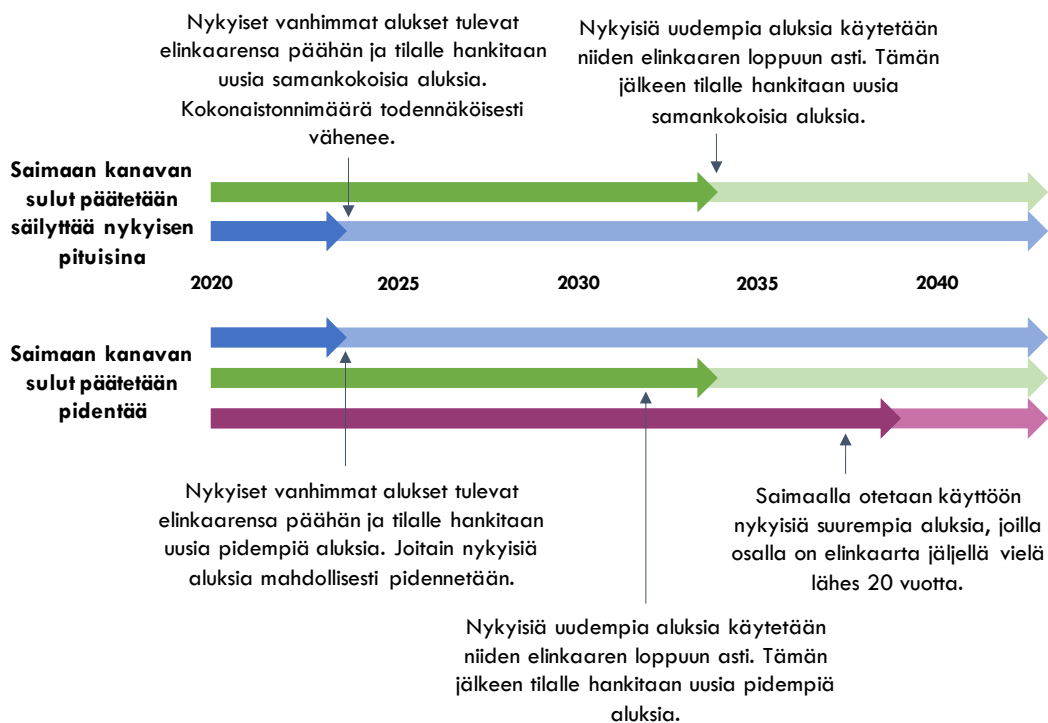 Nykyiset vanhimmat alukset tulevat
elinkaarensa päähän ja tilalle hankitaan
uusia samankokoisia aluksia.
Kokonaistonnimäärä todennäköisesti
vähenee.
Nykyisiä uudempia aluksia käytetään
niiden elinkaaren loppuun asti. Tämän
jälkeen tilalle hankitaan uusia
samankokoisia aluksia.
Saimaan kanavan
sulut päätetään
säilyttää nykyisen
pituisina
2020 2025 2030 2035 2040
Saimaan kanavan
sulut päätetään
pidentää
Nykyiset vanhimmat alukset tulevat
elinkaarensa päähän ja tilalle hankitaan
uusia pidempiä aluksia. Joitain nykyisiä
aluksia mahdollisesti pidennetään.
Saimaalla otetaan käyttöön
nykyisiä suurempia aluksia, joilla
osalla on elinkaarta jäljellä vielä
lähes 20 vuotta.
Nykyisiä uudempia aluksia käytetään
niiden elinkaaren loppuun asti. Tämän
jälkeen tilalle hankitaan uusia pidempiä
aluksia.